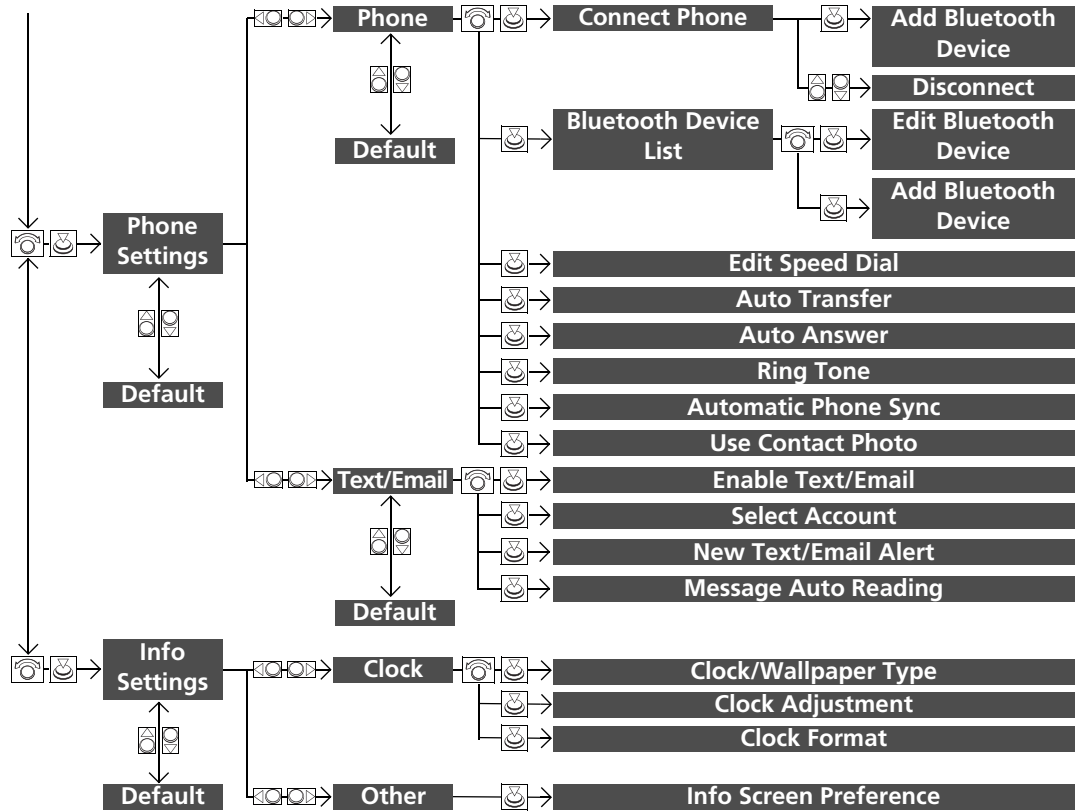 Phone
Connect Phone
Add Bluetooth
Device
Disconnect
Default
Bluetooth Device
List
Edit Bluetooth
Device
Add Bluetooth
Device
Phone
Settings
Default
Edit Speed Dial
Auto Transfer
Auto Answer
Ring Tone
Automatic Phone Sync
Use Contact Photo
Text/Email
Enable Text/Email
Select Account
New Text/Email Alert
Message Auto Reading
Default
Info
Settings
Default
Clock
Clock/Wallpaper Type
Clock Adjustment
Clock Format
Other
Info Screen Preference